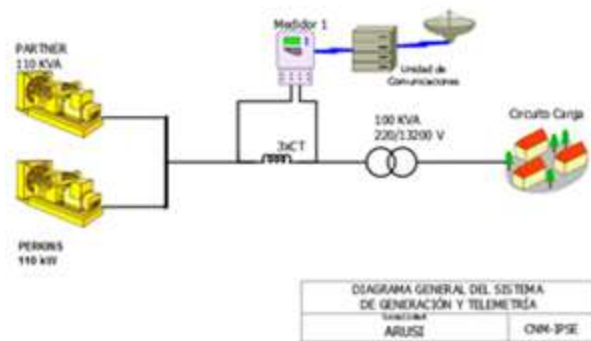 Medidor 1
PARTNER
110 KVA
Unidad de
Comunicaciones
100 KVA
220/13200 V
Circuito Carga
3xCT
PERKINS
110 kW
DIAGRAMA GENERAL DEL SISTEMA
DE GENERACIÓN Y TELEMETRÍA
Localidad
ARUSI
CNM-IPSE